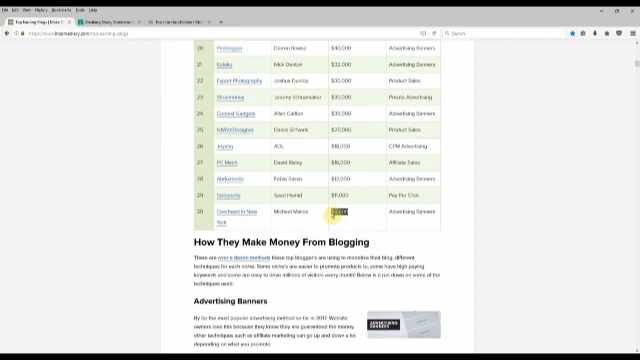 File Edit View History Bookmarks Tools Help
https://www.incomediary.com/top-earning-blogs
Search
20 Problogger Darren Rowse $40,000 Advertising Banners
21 Kotaku Nick Denton $32,000 Advertising Banners
22 Expert Photography Joshua Dunlop $30,000 Product Sales
23 Shoemoney Jeremy Schoemaker $30,000 Private Advertising
24 Coolest Gadgets Allan Carlton $30,000 Advertising Banners
25 $20,000 Product Sales
26 Joystiq AOL $18,000 CPM Advertising
27 PC Mech David Risley $16,000 Affiliate Sales
28 Abduzeedo Fabio Sasso $12,000 Advertising Banners
29 Saad Hamid $11,000 Pay Per Click
30 Overheard in New Michael Malice Advertising Banners
York
How They Make Money From Blogging
There are over a dozen methods these top blogger's are using to monetize their blog, different
techniques for each niche. Some niche's are easier to promote products to, some have high paying
keywords and some are easy to drive millions of visitors every month! Below is a run down on some of the
techniques used.
Advertising Banners
By far the most popular advertising method so far in 2017. Website
owners love this because they know they are guaranteed the money,
other techniques such as affiliate marketing can go up and down a lot
depending on what you promote.
ADVERTISING
BANNERS